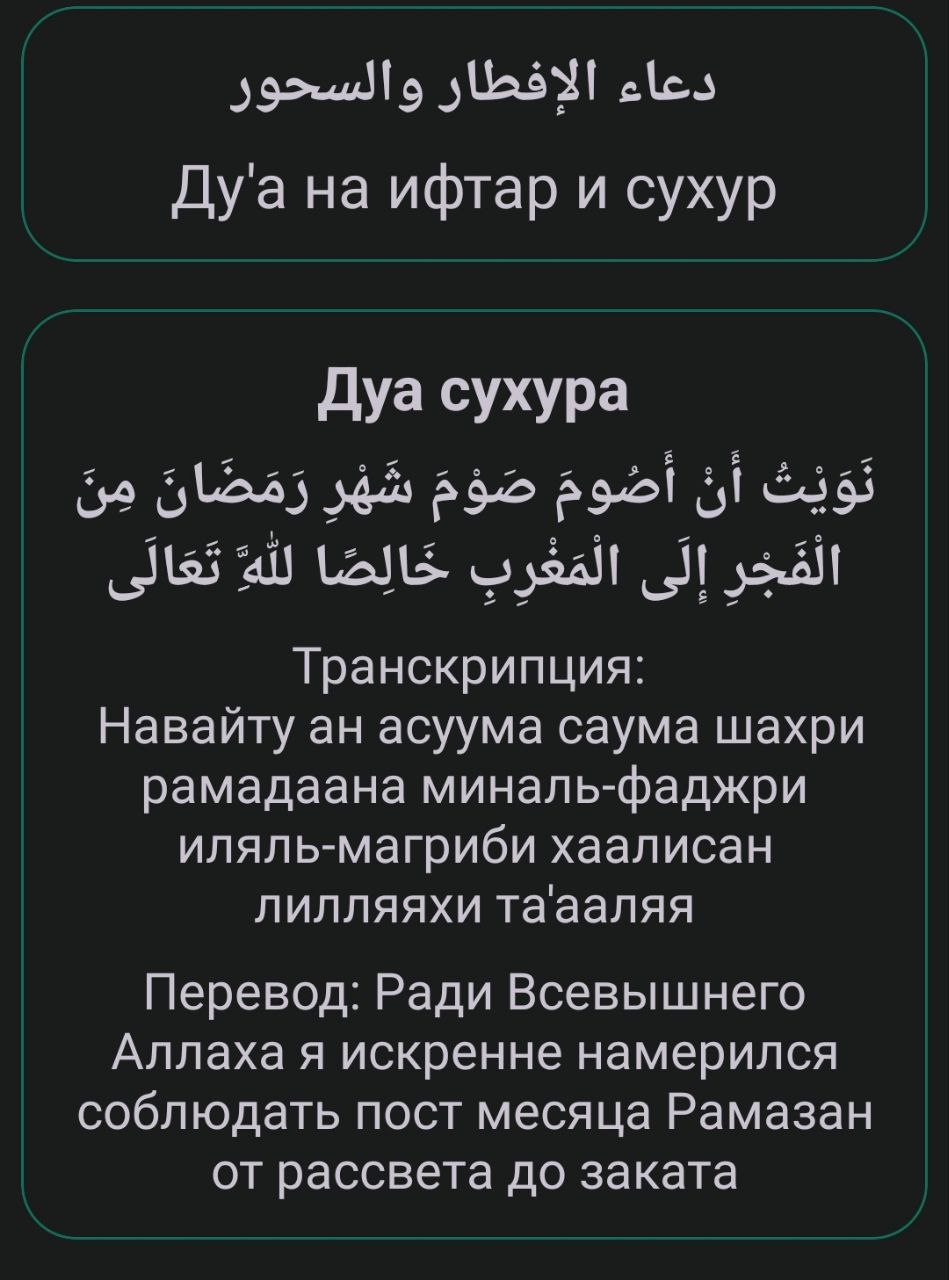 دعاء الإفطار والسحور
Ду'а на ифтар и сухур
Дуа сухура
نَوَيْتُ أَنْ أَصُومَ صَوْمَ شَهْرِ رَمَضَانَ مِنَ
الْفَجْرِ إِلَى الْمَغْرِبِ خَالِصًا لِلَّهِ تَعَالَى
Транскрипция:
Навайту ан асуума саума шахри
рамадаана миналь-фаджри
иляль-магриби хаалисан
лилляяхи та'ааляя
Перевод: Ради Всевышнего
Аллаха я искренне намерился
соблюдать пост месяца Рамазан
от рассвета до заката